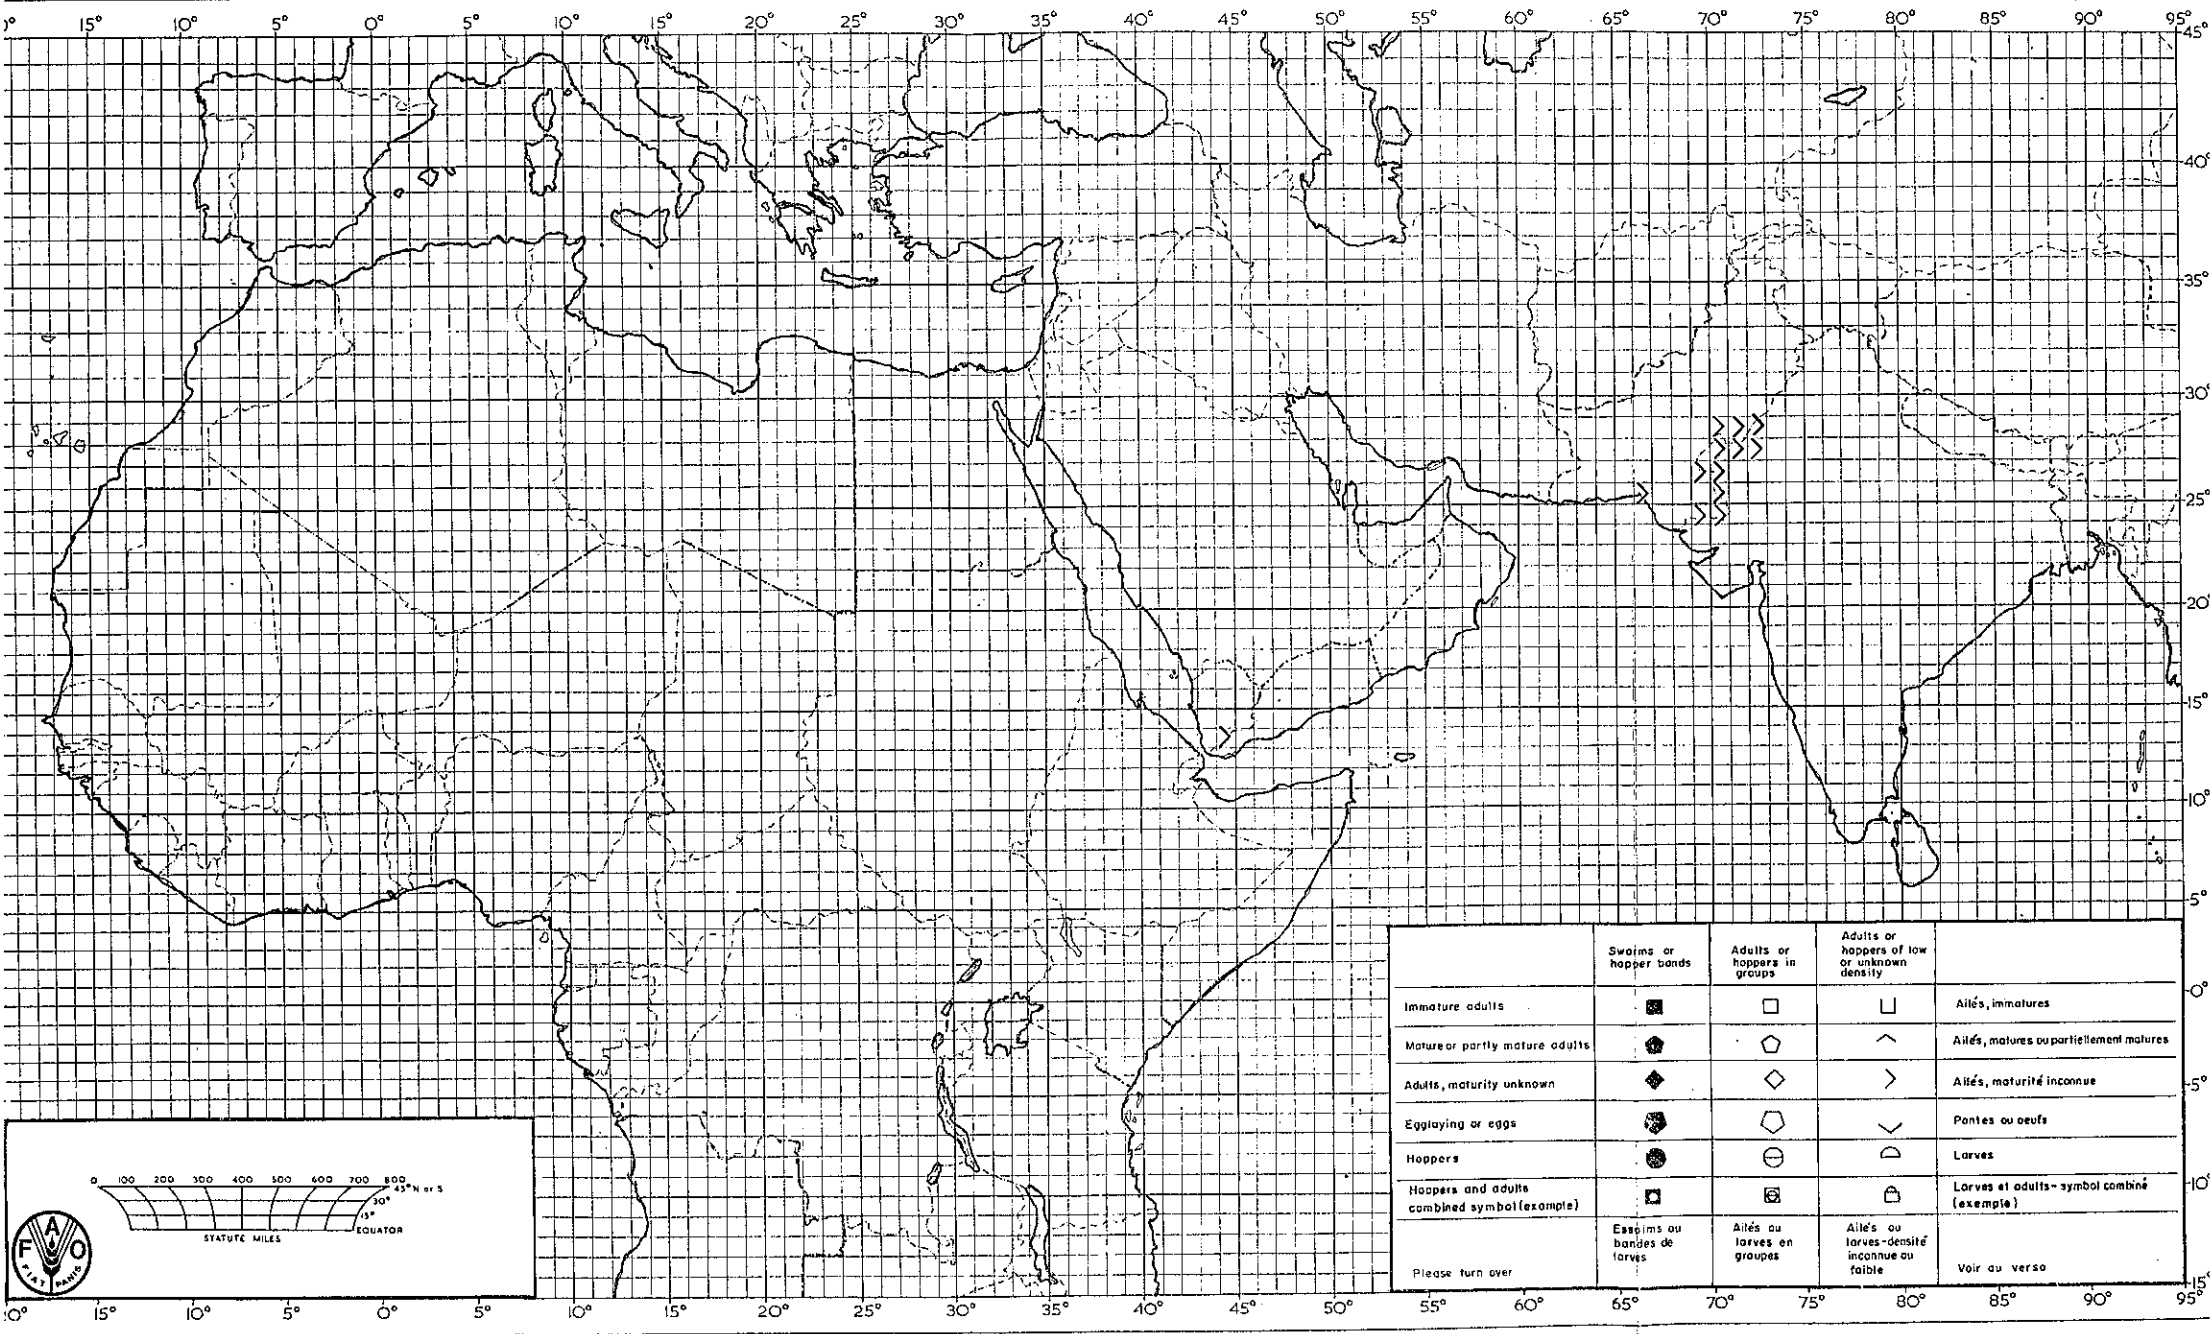 15° 10° 5° 0° 5° 10° 15° 20° 25° 30° 35° 40° 45° 50° 55° 60° 65° 70° 75° 80° 85° 90° 95°
45°
40°
35°
30°
25°
20°
15°
10°
5°
0°
5°
10°
15°
Swarms or
hopper bands
Adults or
hoppers in
groups
Adults or
hoppers of low
or unknown
density
Immature adults
Ailés, immatures
Mature or partly mature adults
Ailés, matures ou partiellement matures
Adults, maturity unknown
Ailés, maturité inconnue
Egglaying or eggs
Pontes ou oeufs
Hoppers
Larves
Hoppers and adults
combined symbol (example)
Larves et adults - symbol combiné
(exemple)
Essaims ou
bandes de
larves
Ailés ou
larves en
groupes
Ailés ou
larves-densité
inconnue ou
faible
Please turn over
Voir au verso
0 100 200 300 400 500 600 700 800
45° N or S
30°
15°
EQUATOR
STATUTE MILES
F A O
FIAT PANIS
20° 15° 10° 5° 0° 5° 10° 15° 20° 25° 30° 35° 40° 45° 50° 55° 60° 65° 70° 75° 80° 85° 90° 95°